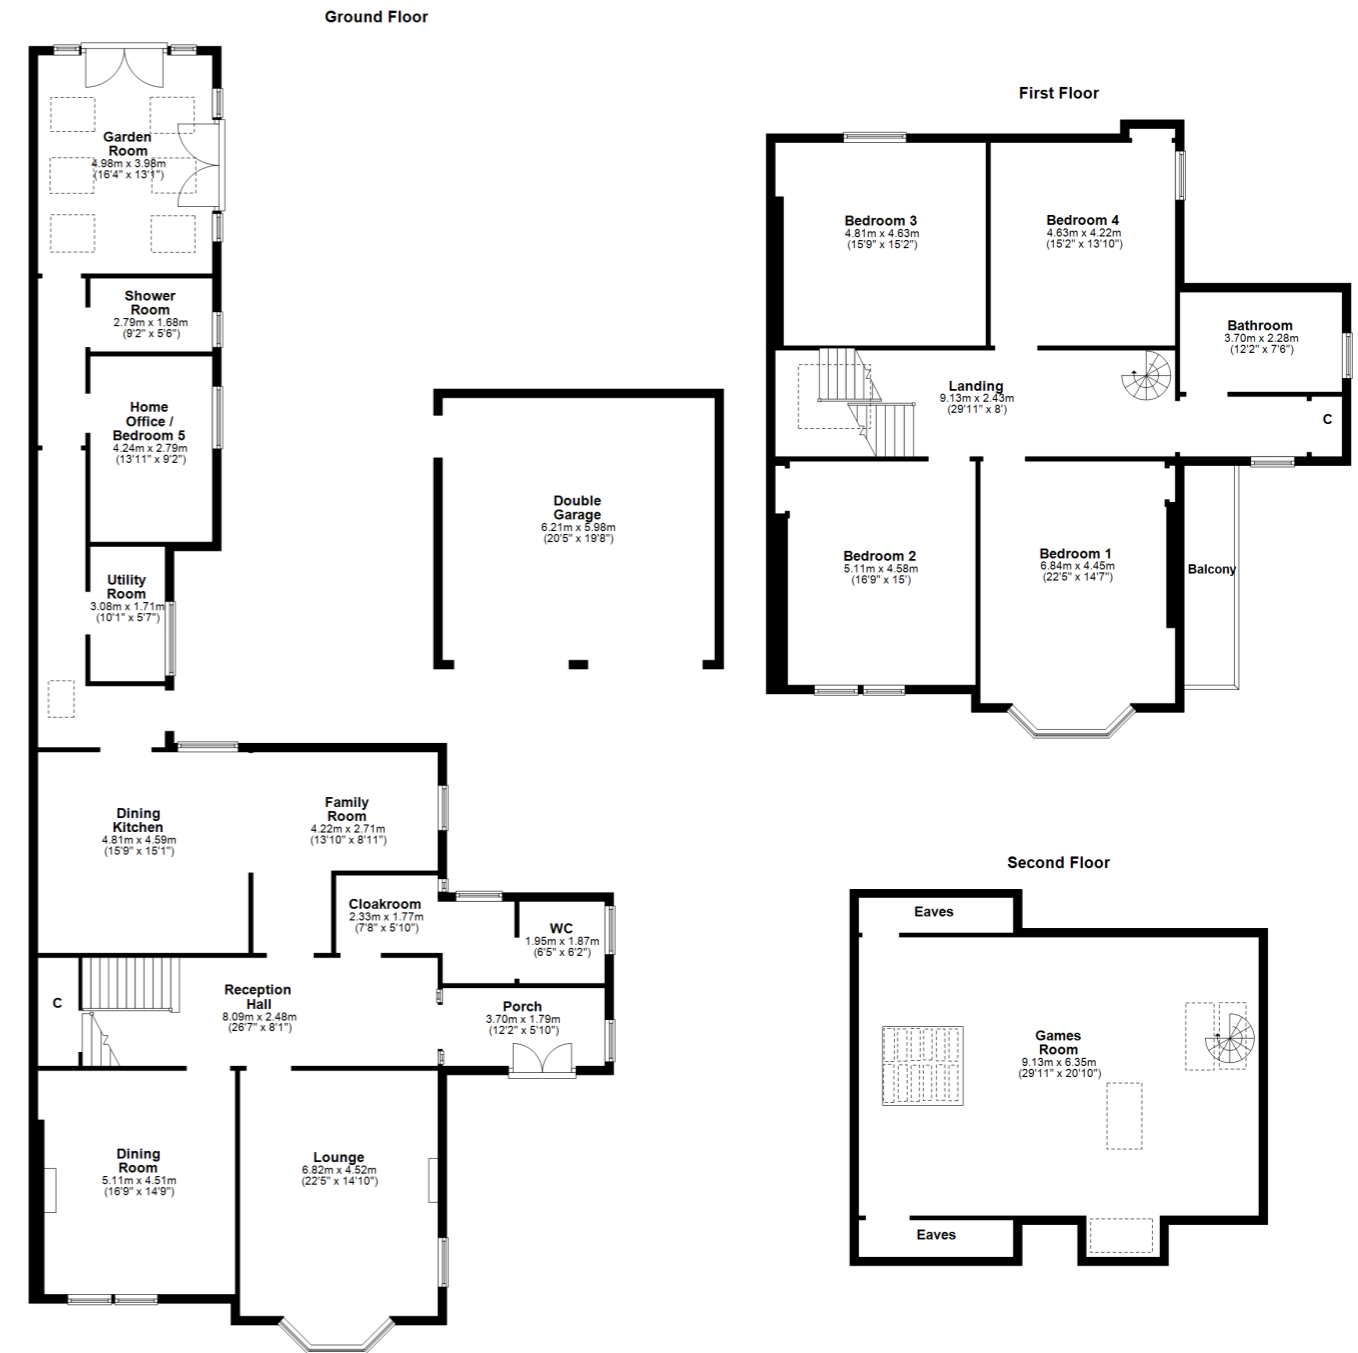 Ground Floor
Garden
Room
4.98m x 3.98m
(16'4" x 13'1")
Shower
Room
2.79m x 1.68m
(9'2" x 5'6")
Home
Office /
Bedroom 5
4.24m x 2.79m
(13'11" x 9'2")
Utility
Room
3.08m x 1.71m
(10'1" x 5'7")
Double
Garage
6.21m x 5.98m
(20'5" x 19'8")
Dining
Kitchen
4.81m x 4.59m
(15'9" x 15'1")
Family
Room
4.22m x 2.71m
(13'10" x 8'11")
Cloakroom
2.33m x 1.77m
(7'8" x 5'10")
WC
1.95m x 1.87m
(6'5" x 6'2")
C
Reception
Hall
8.09m x 2.48m
(26'7" x 8'1")
Porch
3.70m x 1.79m
(12'2" x 5'10")
Dining
Room
5.11m x 4.51m
(16'9" x 14'9")
Lounge
6.82m x 4.52m
(22'5" x 14'10")
First Floor
Bedroom 3
4.81m x 4.63m
(15'9" x 15'2")
Bedroom 4
4.63m x 4.22m
(15'2" x 13'10")
Bathroom
3.70m x 2.28m
(12'2" x 7'6")
Landing
9.13m x 2.43m
(29'11" x 8')
C
Bedroom 2
5.11m x 4.58m
(16'9" x 15')
Bedroom 1
6.84m x 4.45m
(22'5" x 14'7")
Balcony
Second Floor
Eaves
Games
Room
9.13m x 6.35m
(29'11" x 20'10")
Eaves